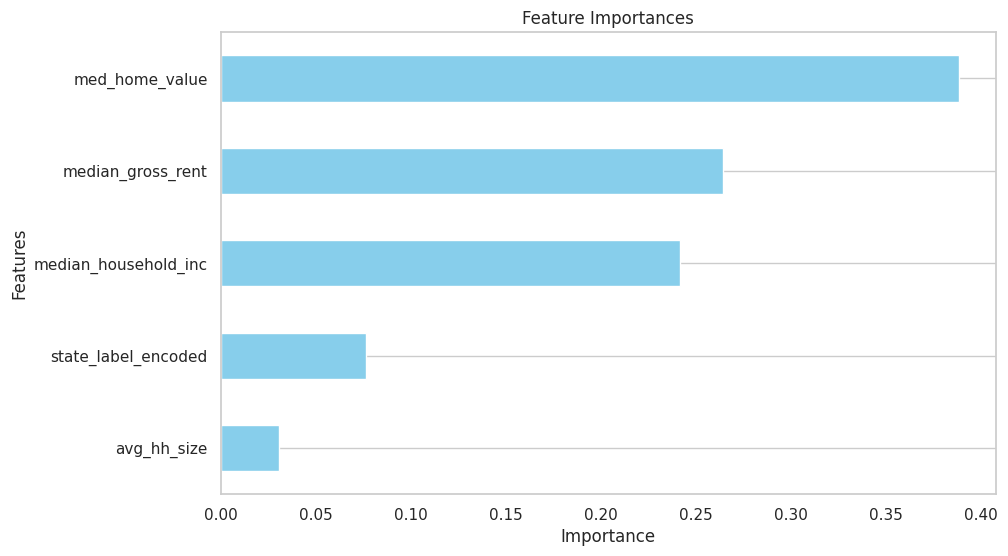 Feature Importances
Features
med_home_value
median_gross_rent
median_household_inc
state_label_encoded
avg_hh_size
0.00 0.05 0.10 0.15 0.20 0.25 0.30 0.35 0.40
Importance